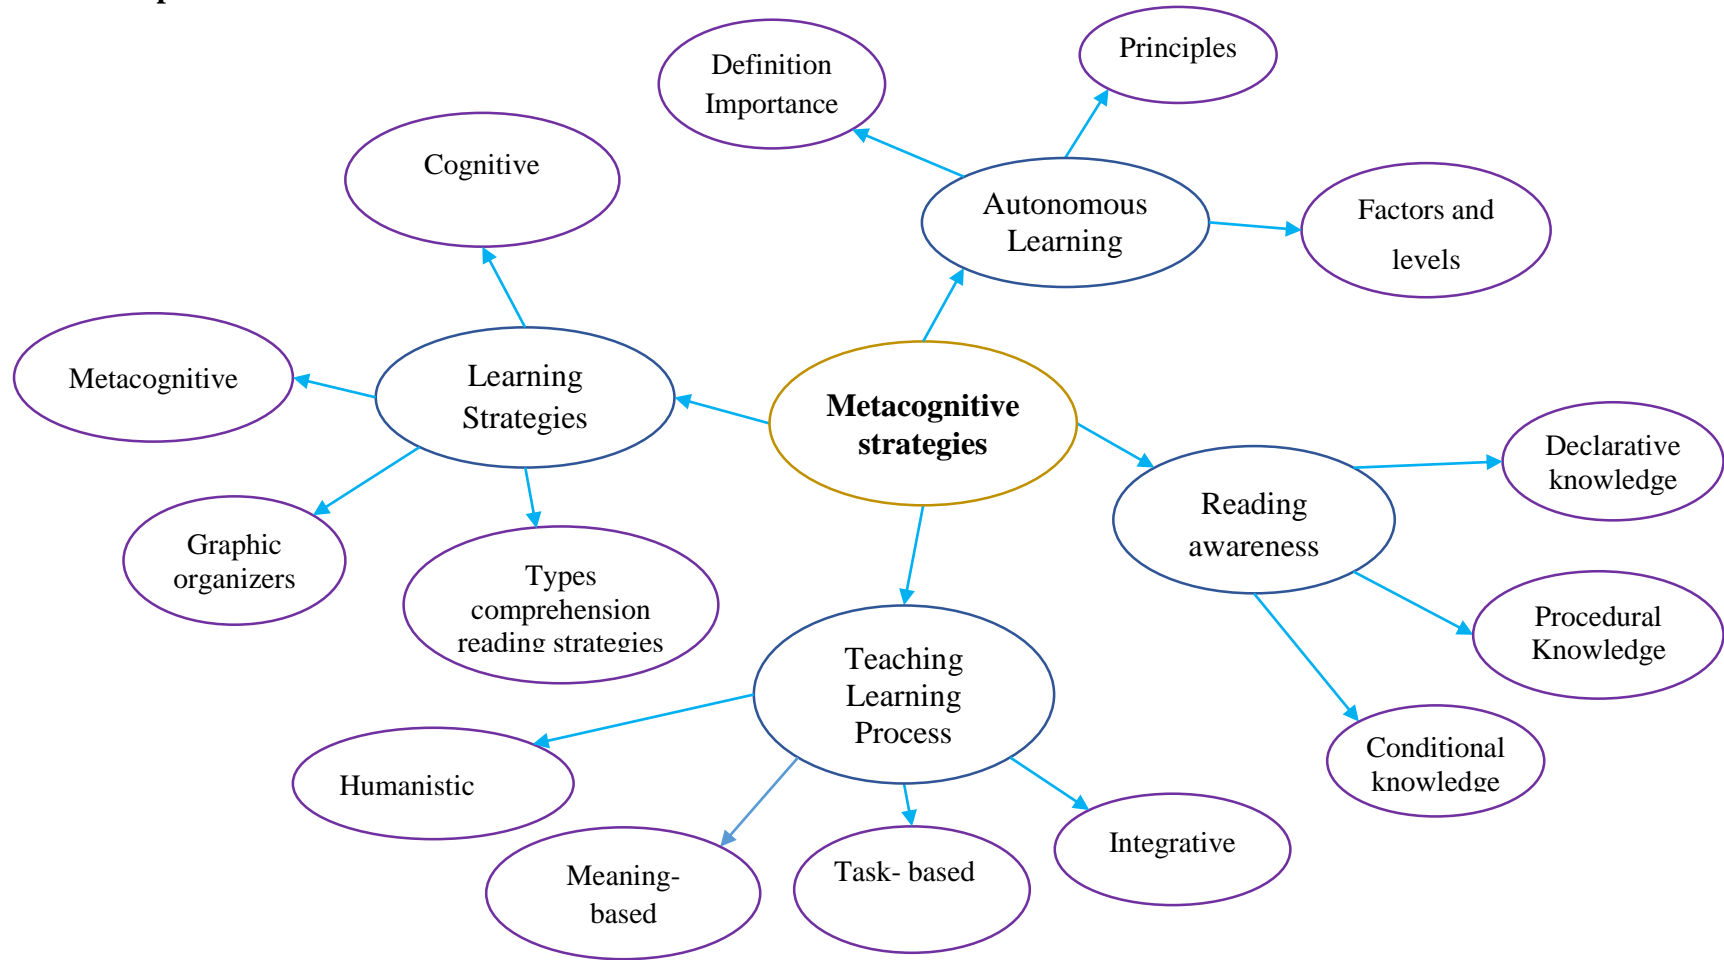 Definition
Importance
Principles
Cognitive
Autonomous
Learning
Factors and
levels
Metacognitive
Learning
Strategies
Metacognitive
strategies
Declarative
knowledge
Reading
awareness
Graphic
organizers
Types
comprehension
reading strategies
Procedural
Knowledge
Teaching
Learning
Process
Conditional
knowledge
Humanistic
Meaning-
based
Task- based
Integrative